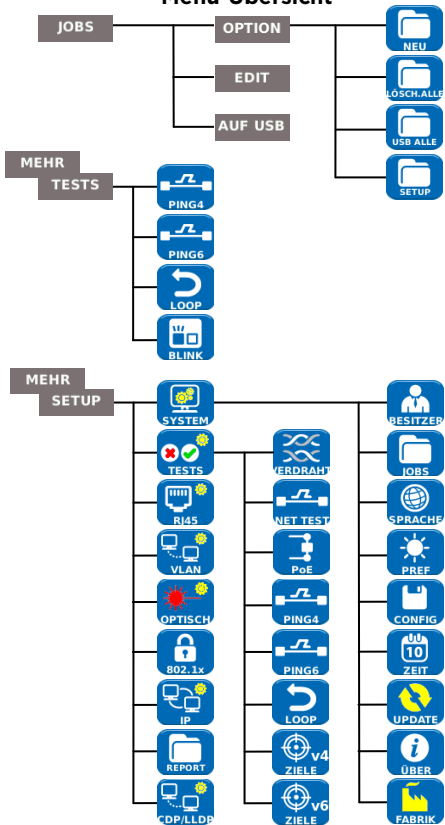 Menü Übersicht
JOBS
OPTION
NEU
LÖSCH.ALLE
EDIT
AUF USB
USB ALLE
SETUP
MEHR
TESTS
PING4
PING6
LOOP
BLINK
MEHR
SETUP
SYSTEM
BESITZER
TESTS
VERDRAHT
JOBS
RJ45
NET TEST
SPRACHE
VLAN
PoE
PREF
OPTISCH
PING4
CONFIG
802.1x
PING6
10
ZEIT
IP
LOOP
UPDATE
REPORT
v4
ZIELE
i
ÜBER
CDP/LLDP
v6
ZIELE
FABRIK